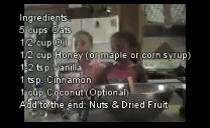 Ingredients:
5 cups Oats
1/2 cup Oil
1/2 cup Honey (or maple or corn syrup)
1/2 tsp. Vanilla
1 tsp. Cinnamon
1 cup Coconut (Optional)
Add to the end: Nuts & Dried Fruit